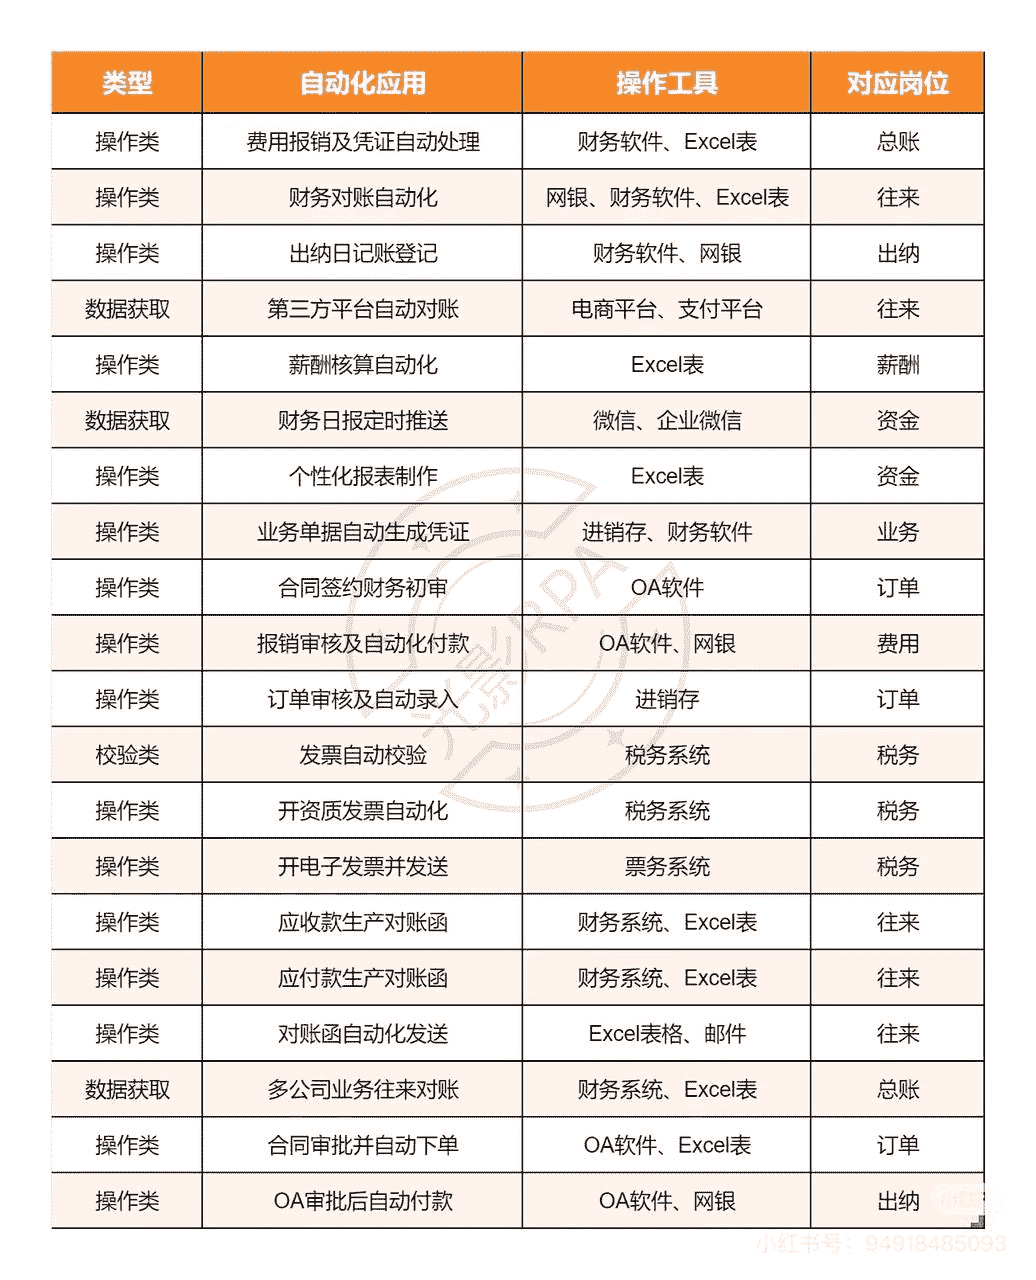 类型 自动化应用 操作工具 对应岗位
操作类 费用报销及凭证自动处理 财务软件、Excel表 总账
操作类 财务对账自动化 网银、财务软件、Excel表 往来
操作类 出纳日记账登记 财务软件、网银 出纳
数据获取 第三方平台自动对账 电商平台、支付平台 往来
操作类 薪酬核算自动化 Excel表 薪酬
数据获取 财务日报定时推送 微信、企业微信 资金
操作类 个性化报表制作 Excel表 资金
操作类 业务单据自动生成凭证 进销存、财务软件 业务
操作类 合同签约财务初审 OA软件 订单
操作类 报销审核及自动化付款 OA软件、网银 费用
操作类 订单审核及自动录入 进销存 订单
校验类 发票自动校验 税务系统 税务
操作类 开资质发票自动化 税务系统 税务
操作类 开电子发票并发送 票务系统 税务
操作类 应收款生产对账函 财务系统、Excel表 往来
操作类 应付款生产对账函 财务系统、Excel表 往来
操作类 对账函自动化发送 Excel表格、邮件 往来
数据获取 多公司业务往来对账 财务系统、Excel表 总账
操作类 合同审批并自动下单 OA软件、Excel表 订单
操作类 OA审批后自动付款 OA软件、网银 出纳
光影RPA
小红书号：94918485093